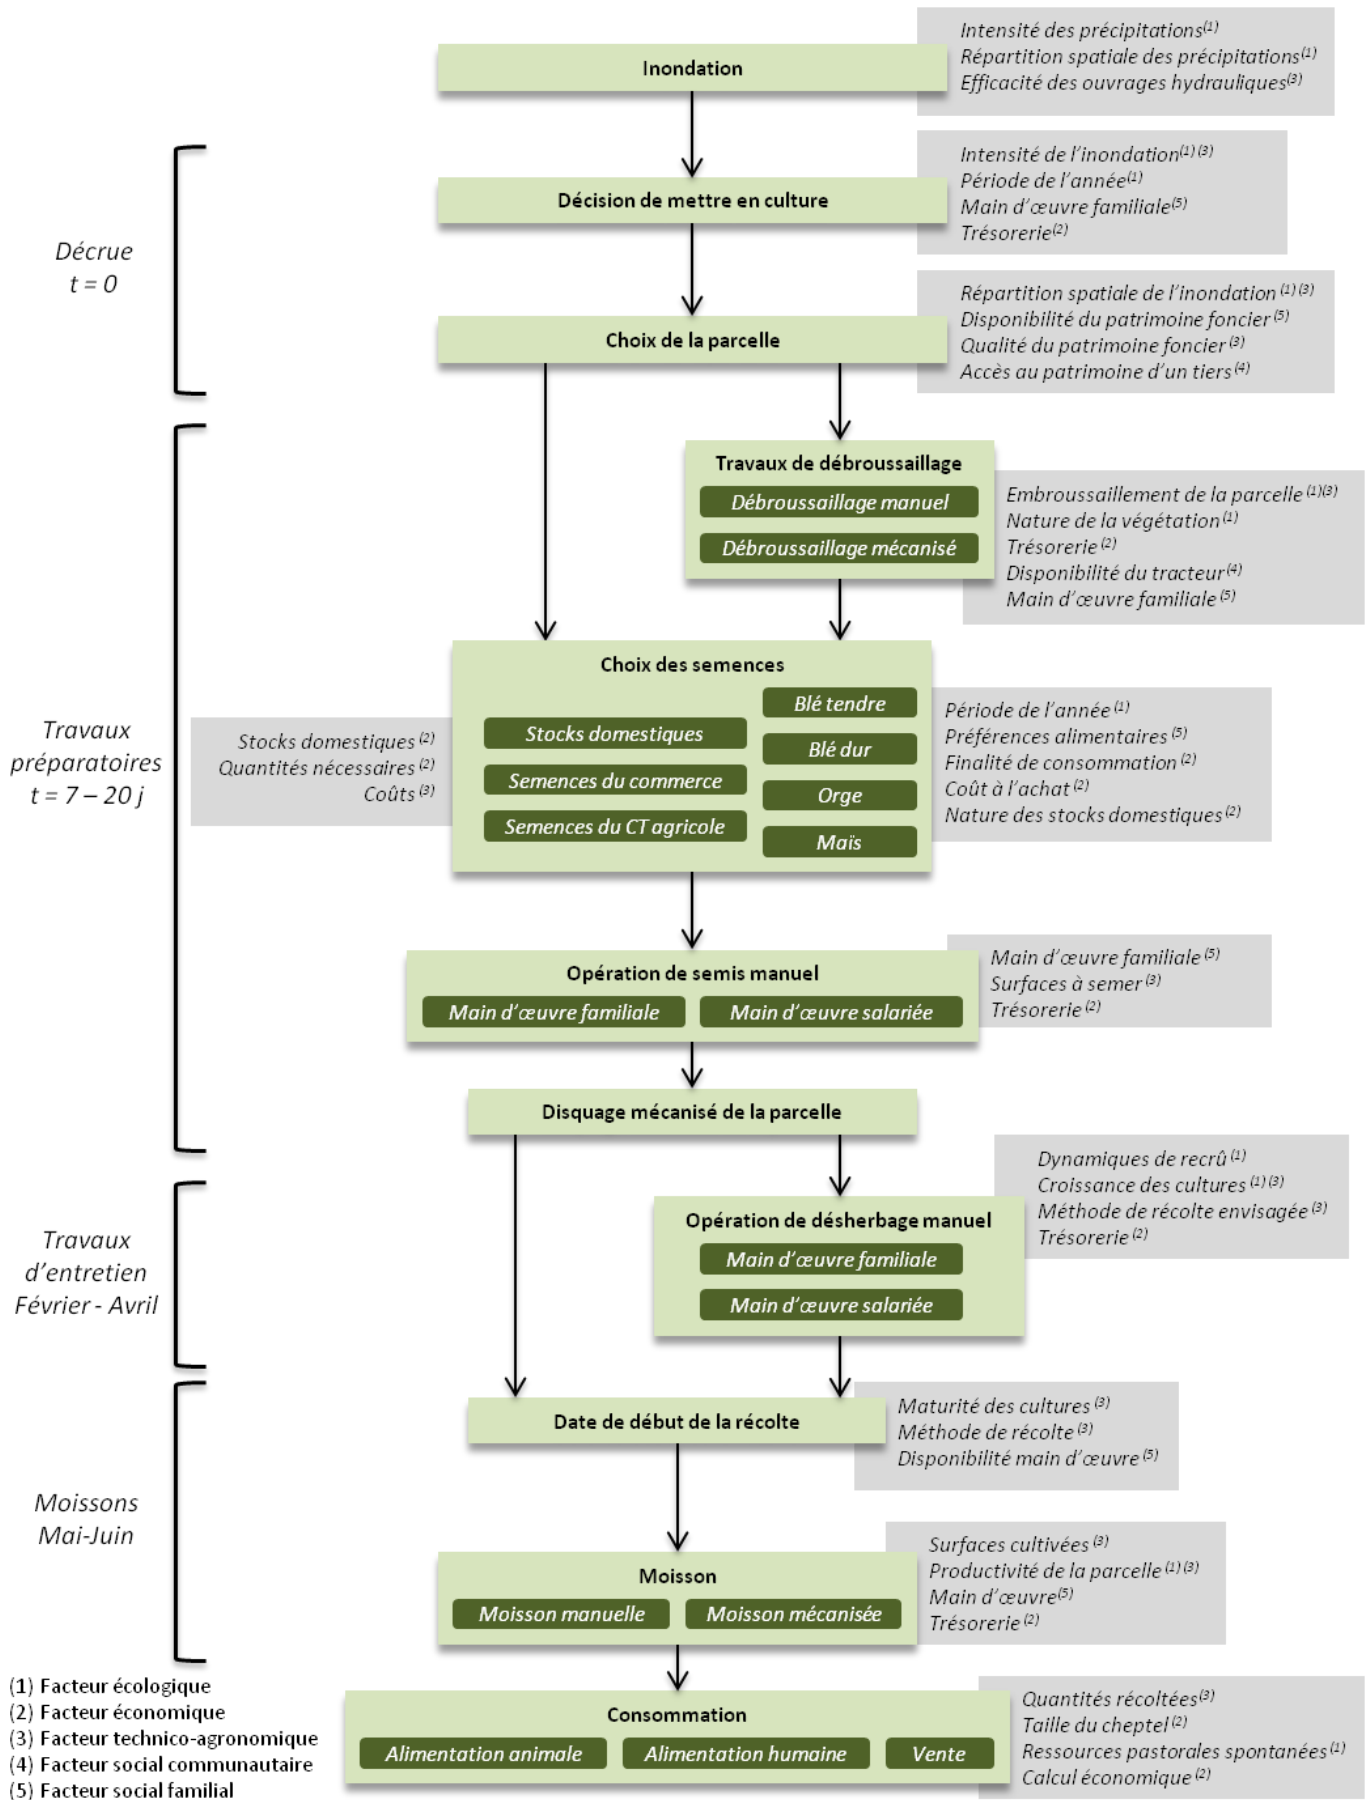 Inondation
Intensité des précipitations(1)
Répartition spatiale des précipitations(1)
Efficacité des ouvrages hydrauliques(3)
Décrue
t = 0
Décision de mettre en culture
Intensité de l'inondation(1) (3)
Période de l'année(1)
Main d'œuvre familiale(5)
Trésorerie(2)
Choix de la parcelle
Répartition spatiale de l'inondation (1) (3)
Disponibilité du patrimoine foncier (5)
Qualité du patrimoine foncier (3)
Accès au patrimoine d'un tiers (4)
Travaux
préparatoires
t = 7 – 20 j
Travaux de débroussaillage
Débroussaillage manuel
Débroussaillage mécanisé
Embroussaillement de la parcelle (1)(3)
Nature de la végétation (1)
Trésorerie (2)
Disponibilité du tracteur (4)
Main d'œuvre familiale (5)
Choix des semences
Stocks domestiques (2)
Quantités nécessaires (2)
Coûts (3)
Stocks domestiques
Semences du commerce
Semences du CT agricole
Blé tendre
Blé dur
Orge
Maïs
Période de l'année (1)
Préférences alimentaires (5)
Finalité de consommation (2)
Coût à l'achat (2)
Nature des stocks domestiques (2)
Opération de semis manuel
Main d'œuvre familiale
Main d'œuvre salariée
Main d'œuvre familiale (5)
Surfaces à semer (3)
Trésorerie (2)
Disquage mécanisé de la parcelle
Travaux
d'entretien
Février - Avril
Opération de désherbage manuel
Main d'œuvre familiale
Main d'œuvre salariée
Dynamiques de recrû (1)
Croissance des cultures (1) (3)
Méthode de récolte envisagée (3)
Trésorerie (2)
Moissons
Mai-Juin
Date de début de la récolte
Maturité des cultures (3)
Méthode de récolte (3)
Disponibilité main d'œuvre (5)
Moisson
Moisson manuelle
Moisson mécanisée
Surfaces cultivées (3)
Productivité de la parcelle (1) (3)
Main d'œuvre(5)
Trésorerie (2)
Consommation
Alimentation animale
Alimentation humaine
Vente
Quantités récoltées(3)
Taille du cheptel (2)
Ressources pastorales spontanées (1)
Calcul économique (2)
(1) Facteur écologique
(2) Facteur économique
(3) Facteur technico-agronomique
(4) Facteur social communautaire
(5) Facteur social familial